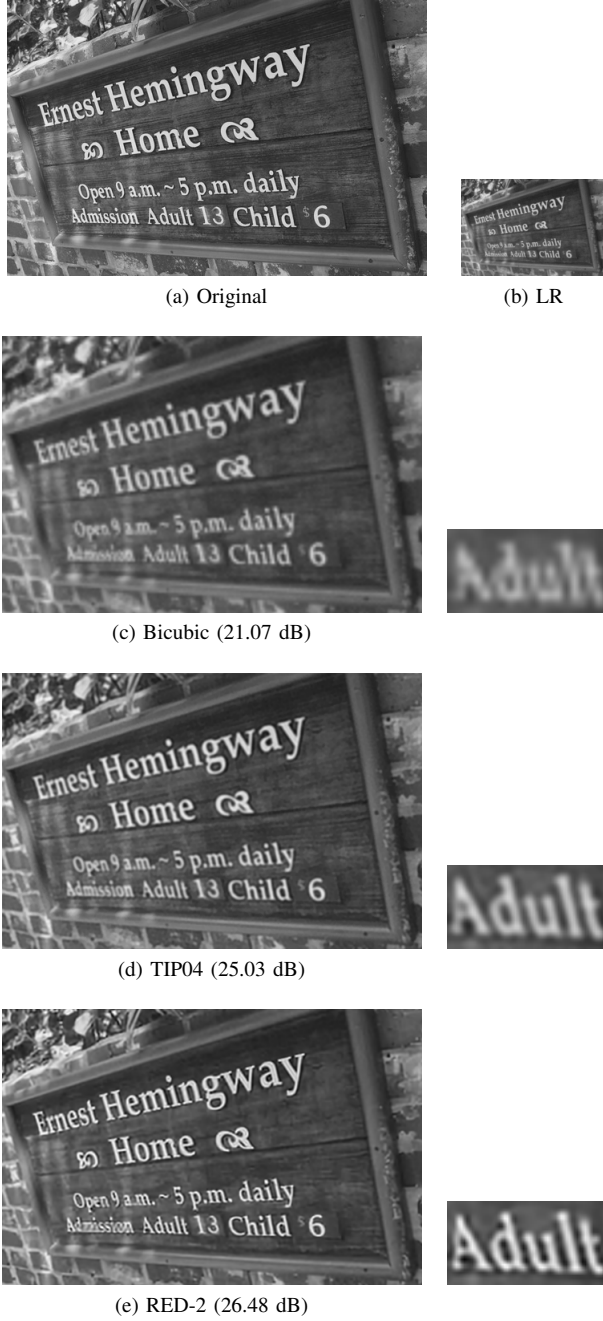 Ernest Hemingway
Home
Open 9 a.m. ~ 5 p.m. daily
Admission Adult 13 Child $6
(a) Original
Ernest Hemingway
Home
Open 9 a.m. ~ 5 p.m. daily
Admission Adult 13 Child $6
(b) LR
Ernest Hemingway
Home
Open 9 a.m. ~ 5 p.m. daily
Admission Adult 13 Child $6
Adult
(c) Bicubic (21.07 dB)
Ernest Hemingway
Home
Open 9 a.m. ~ 5 p.m. daily
Admission Adult 13 Child $6
Adult
(d) TIP04 (25.03 dB)
Ernest Hemingway
Home
Open 9 a.m. ~ 5 p.m. daily
Admission Adult 13 Child $6
Adult
(e) RED-2 (26.48 dB)